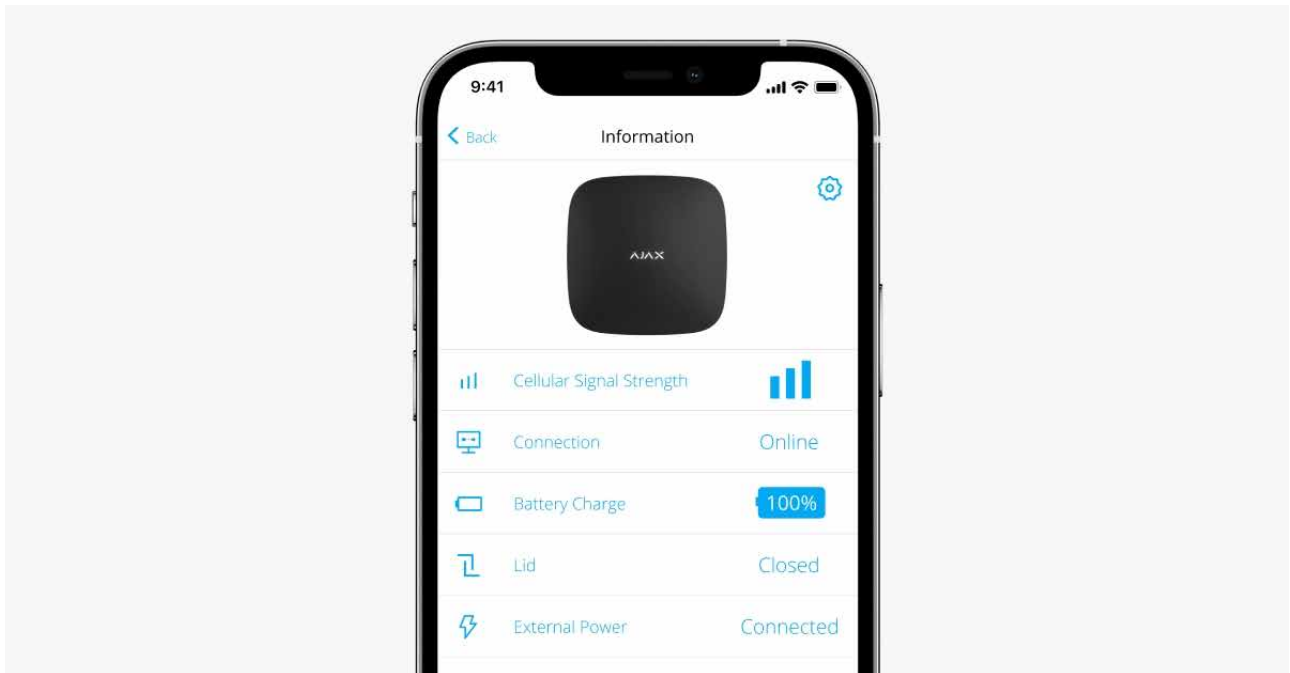 9:41
Back
Information
AJAX
Cellular Signal Strength
Connection
Online
Battery Charge
100%
Lid
Closed
External Power
Connected